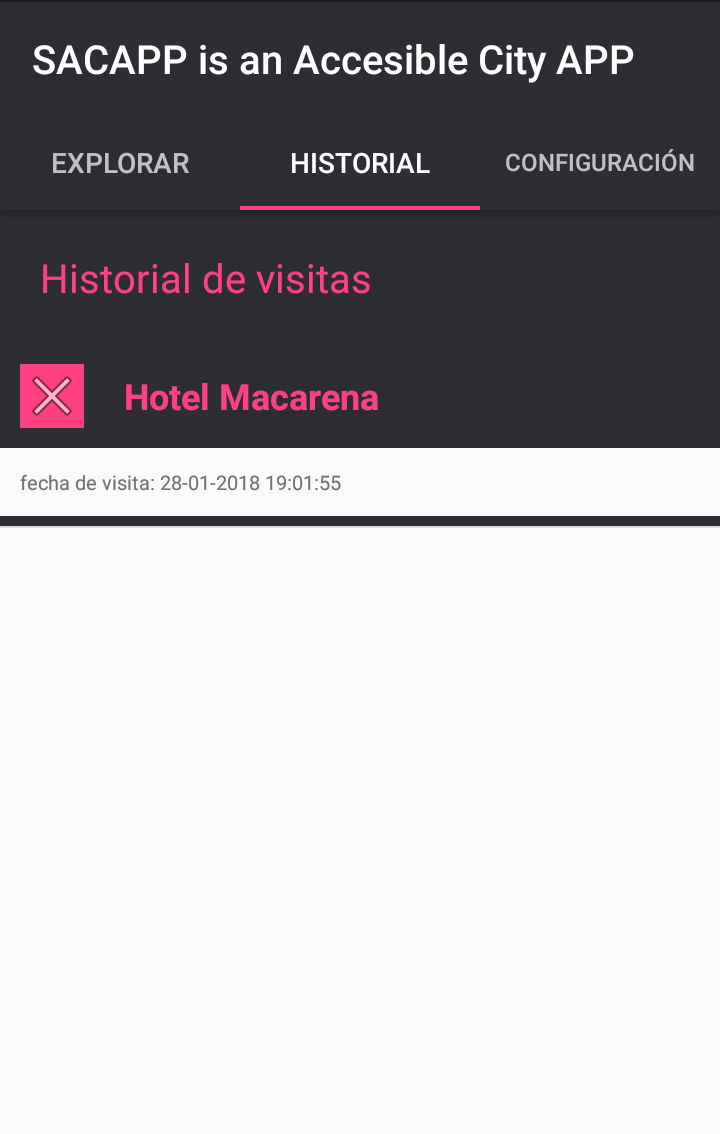 SACAPP is an Accesible City APP
EXPLORAR HISTORIAL CONFIGURACIÓN
Historial de visitas
Hotel Macarena
fecha de visita: 28-01-2018 19:01:55